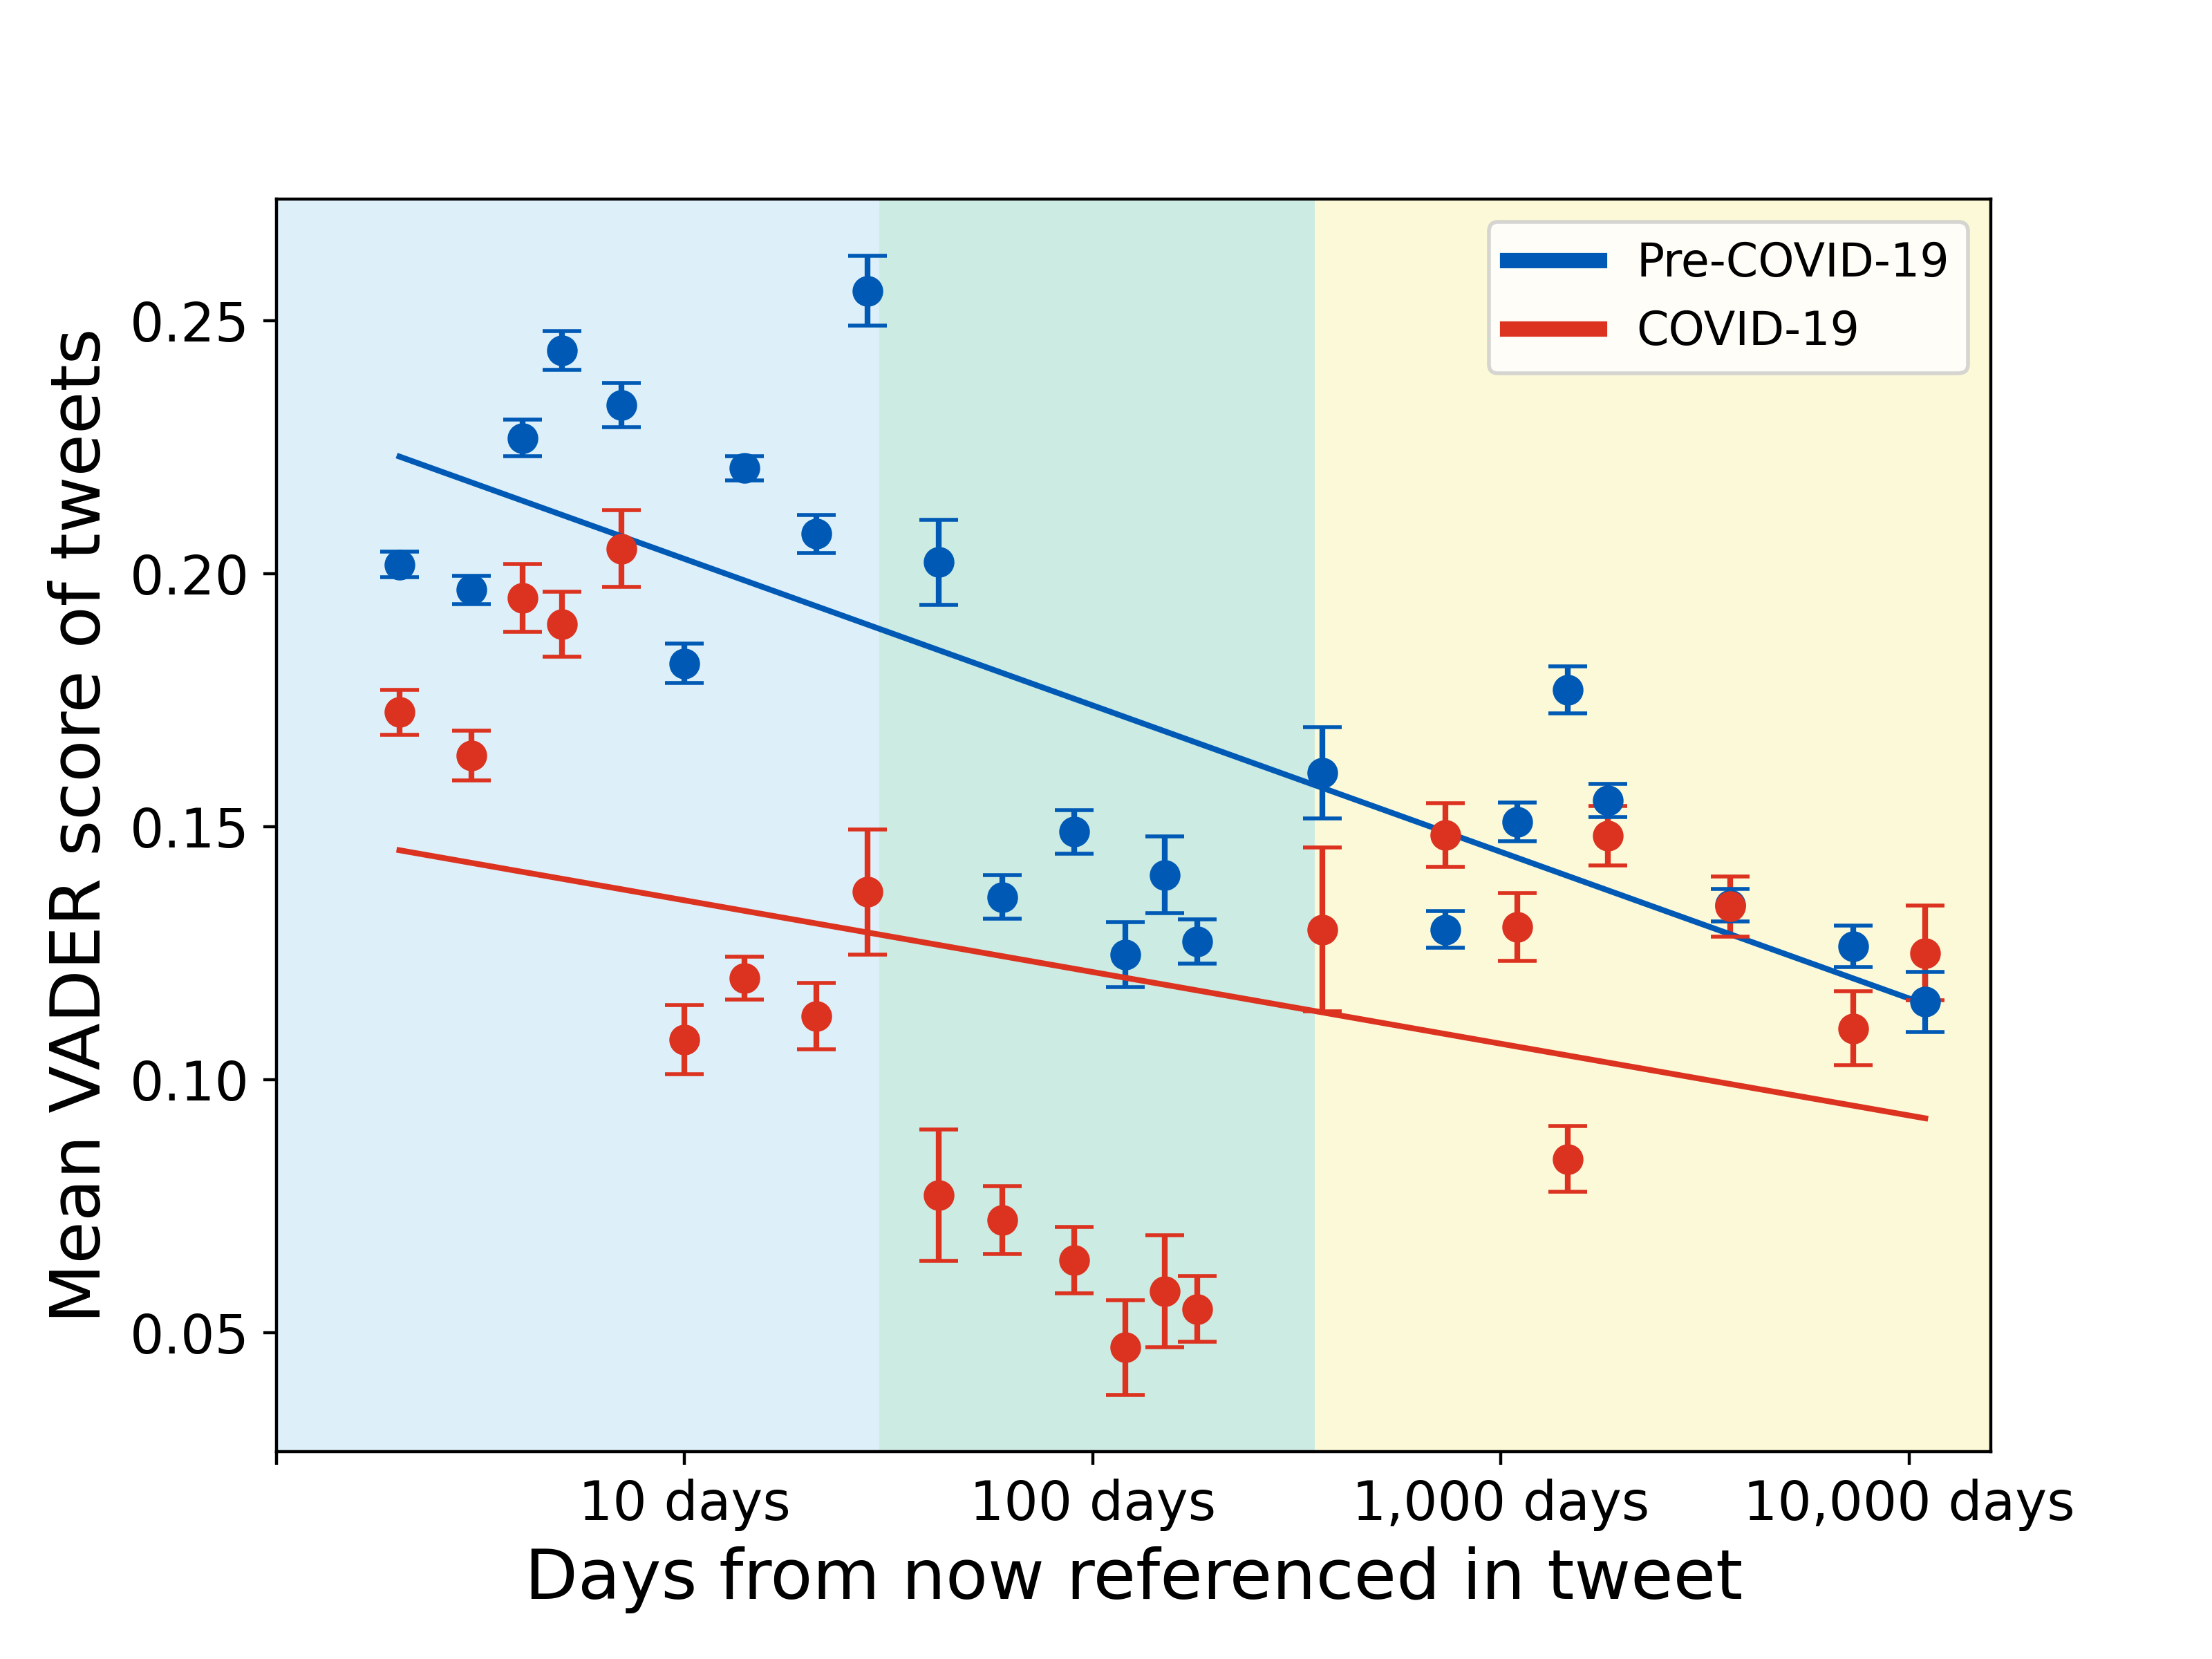 Pre-COVID-19
COVID-19
0.25
0.20
0.15
0.10
0.05
Mean VADER score of tweets
10 days
100 days
1,000 days
10,000 days
Days from now referenced in tweet